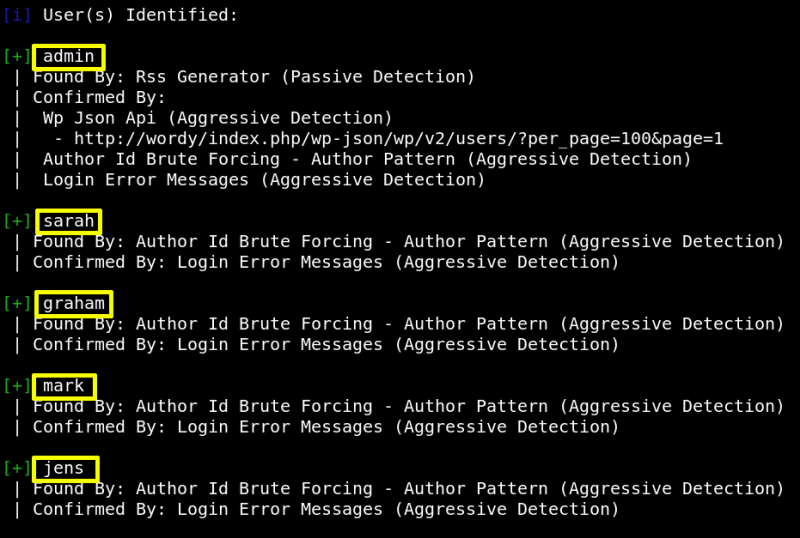 [i] User(s) Identified:
[+] admin
| Found By: Rss Generator (Passive Detection)
| Confirmed By:
|  Wp Json Api (Aggressive Detection)
|   - http://wordy/index.php/wp-json/wp/v2/users/?per_page=100&page=1
|  Author Id Brute Forcing - Author Pattern (Aggressive Detection)
|  Login Error Messages (Aggressive Detection)
[+] sarah
| Found By: Author Id Brute Forcing - Author Pattern (Aggressive Detection)
| Confirmed By: Login Error Messages (Aggressive Detection)
[+] graham
| Found By: Author Id Brute Forcing - Author Pattern (Aggressive Detection)
| Confirmed By: Login Error Messages (Aggressive Detection)
[+] mark
| Found By: Author Id Brute Forcing - Author Pattern (Aggressive Detection)
| Confirmed By: Login Error Messages (Aggressive Detection)
[+] jens
| Found By: Author Id Brute Forcing - Author Pattern (Aggressive Detection)
| Confirmed By: Login Error Messages (Aggressive Detection)